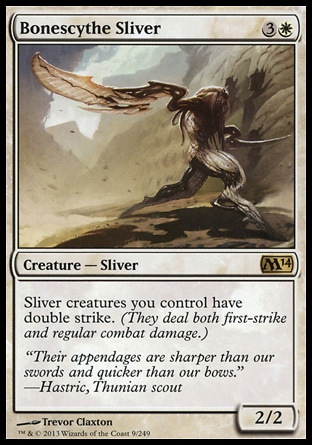 Bonescythe Sliver 3
Creature — Sliver M14
Sliver creatures you control have
double strike. (They deal both first-strike
and regular combat damage.)
“Their appendages are sharper than our
swords and quicker than our bows.”
—Hastric, Thunian scout
Trevor Claxton
™ & © 2013 Wizards of the Coast 9/249
2/2